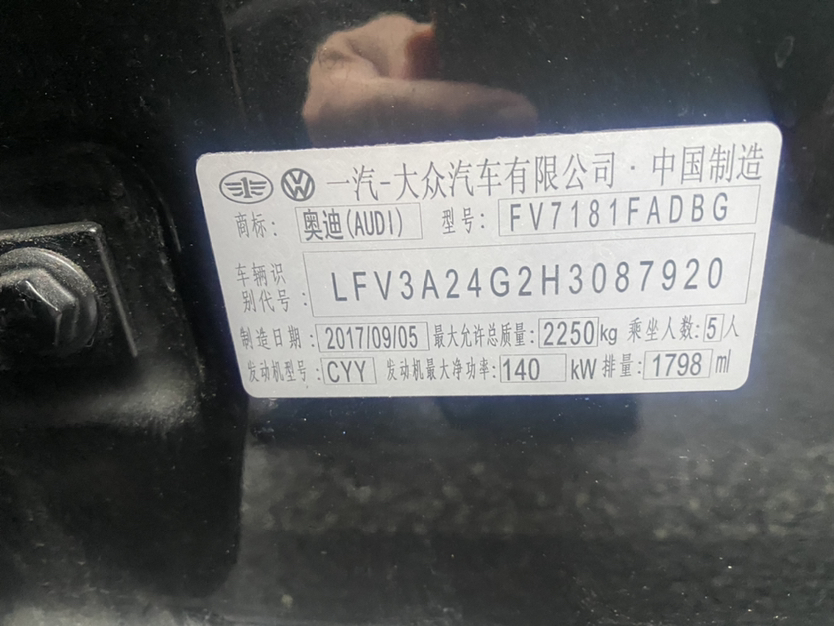 一汽-大众汽车有限公司·中国制造
商标: 奥迪(AUDI) 型号: FV7181FADBG
车辆识别代号: LFV3A24G2H3087920
制造日期: 2017/09/05 最大允许总质量: 2250kg 乘坐人数: 5人
发动机型号: CYY 发动机最大净功率: 140 kW 排量: 1798 ml